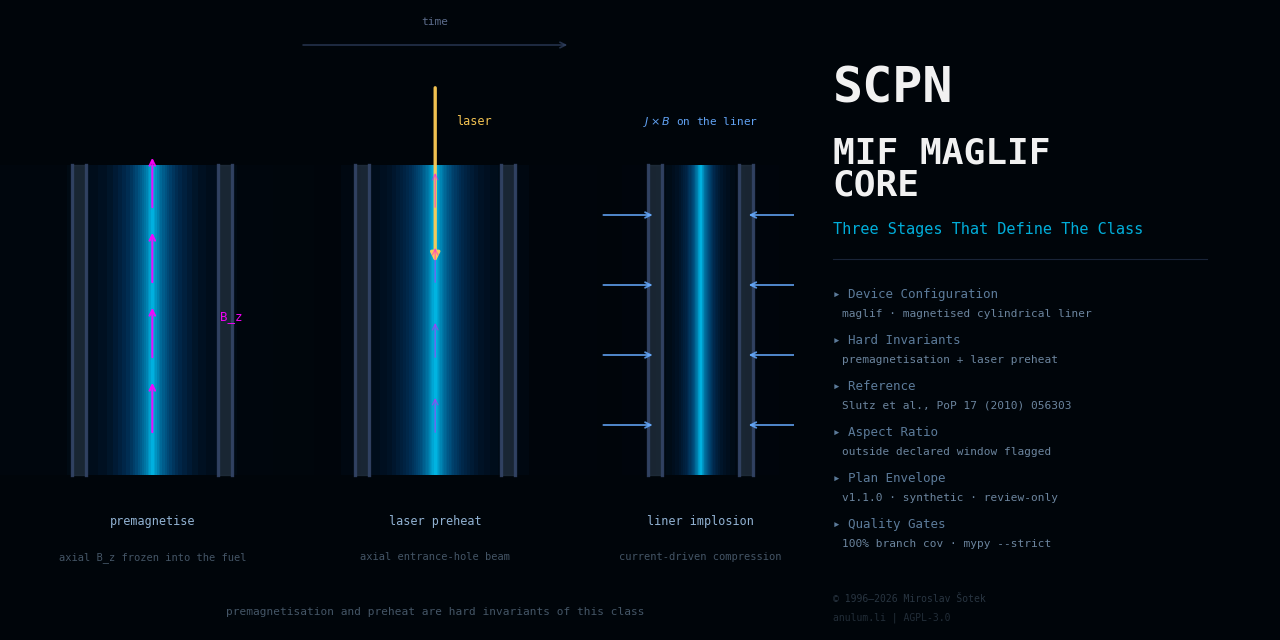 time
laser
J × B on the liner
B_z
premagnetise
laser preheat
liner implosion
axial B_z frozen into the fuel
axial entrance-hole beam
current-driven compression
premagnetisation and preheat are hard invariants of this class
SCPN
MIF MAGLIF
CORE
Three Stages That Define The Class
▸ Device Configuration
maglif · magnetised cylindrical liner
▸ Hard Invariants
premagnetisation + laser preheat
▸ Reference
Slutz et al., PoP 17 (2010) 056303
▸ Aspect Ratio
outside declared window flagged
▸ Plan Envelope
v1.1.0 · synthetic · review-only
▸ Quality Gates
100% branch cov · mypy --strict
© 1996–2026 Miroslav Šotek
anulum.li | AGPL-3.0